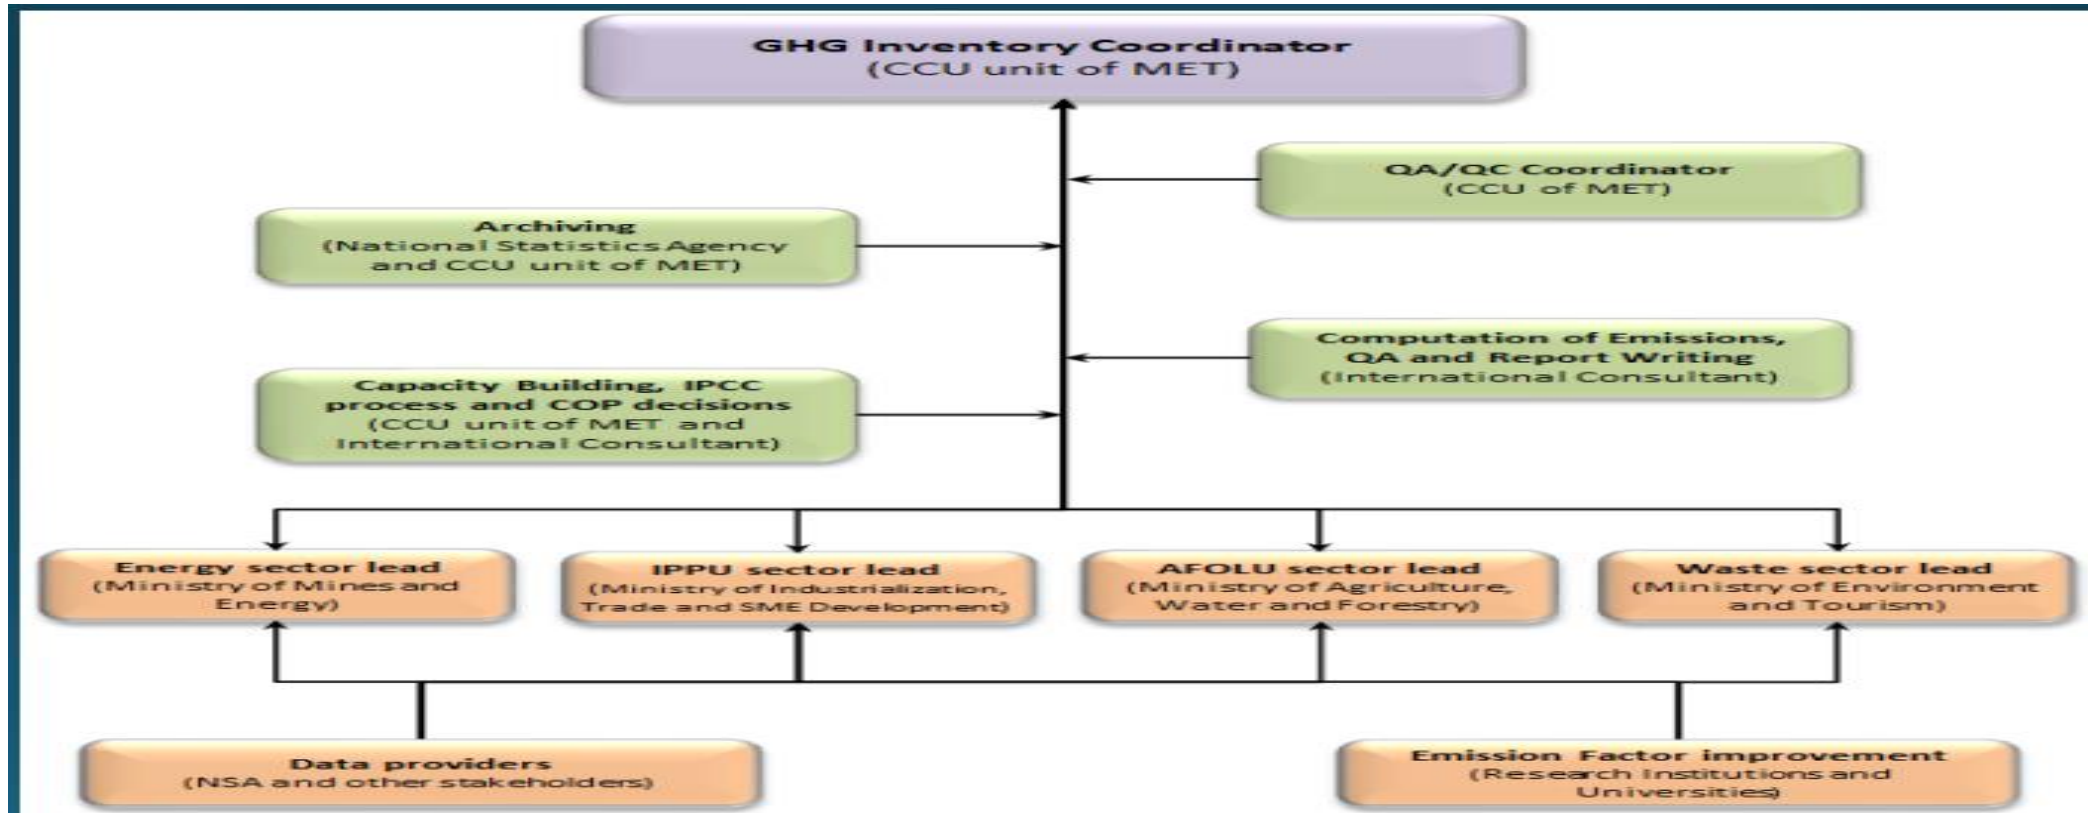 GHG Inventory Coordinator
(CCU unit of MET)
QA/QC Coordinator
(CCU of MET)
Archiving
(National Statistics Agency
and CCU unit of MET)
Computation of Emissions,
QA and Report Writing
(International Consultant)
Capacity Building, IPCC
process and COP decisions
(CCU unit of MET and
International Consultant)
Energy sector lead
(Ministry of Mines and
Energy)
IPPU sector lead
(Ministry of Industrialization,
Trade and SME Development)
AFOLU sector lead
(Ministry of Agriculture,
Water and Forestry)
Waste sector lead
(Ministry of Environment
and Tourism)
Data providers
(NSA and other stakeholders)
Emission Factor improvement
(Research Institutions and
Universities)